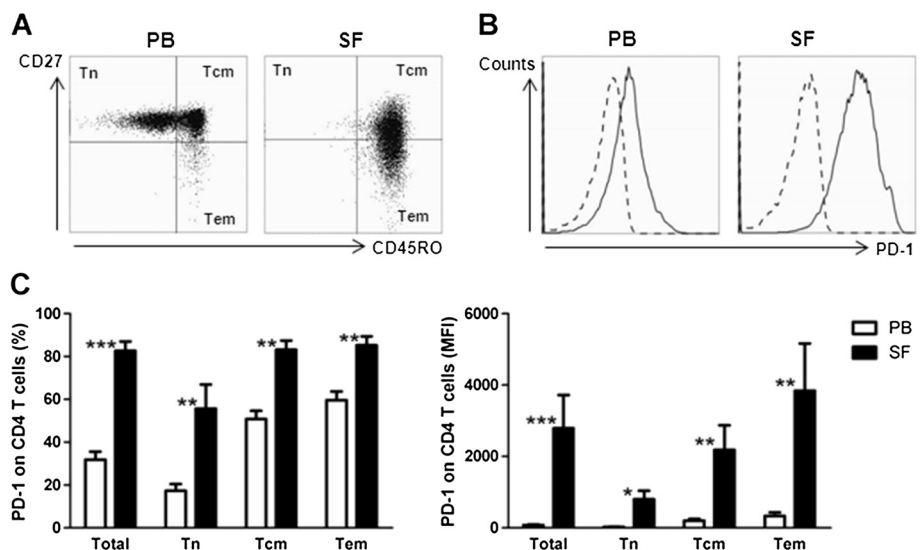 A
PB
SF
CD27
Tn
Tcm
Tem
Tn
Tcm
Tem
CD45RO
B
PB
SF
Counts
PD-1
C
PD-1 on CD4 T cells (%)
100
80
60
40
20
0
***
**
**
**
Total
Tn
Tcm
Tem
PD-1 on CD4 T cells (MFI)
6000
4000
2000
0
***
*
**
**
Total
Tn
Tcm
Tem
PB
SF